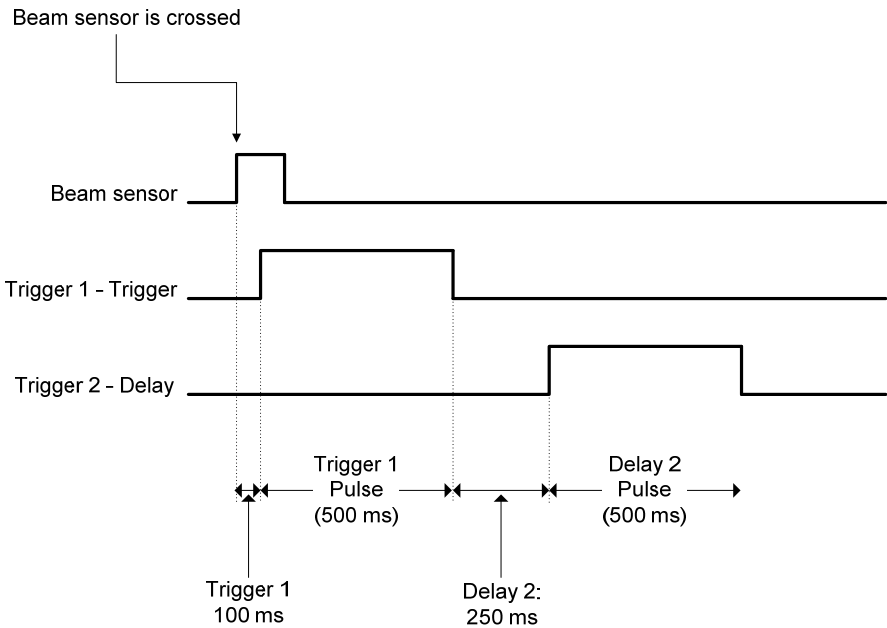 Beam sensor is crossed
Beam sensor
Trigger 1 - Trigger
Trigger 2 - Delay
Trigger 1
Pulse
(500 ms)
Delay 2
Pulse
(500 ms)
Trigger 1
100 ms
Delay 2:
250 ms